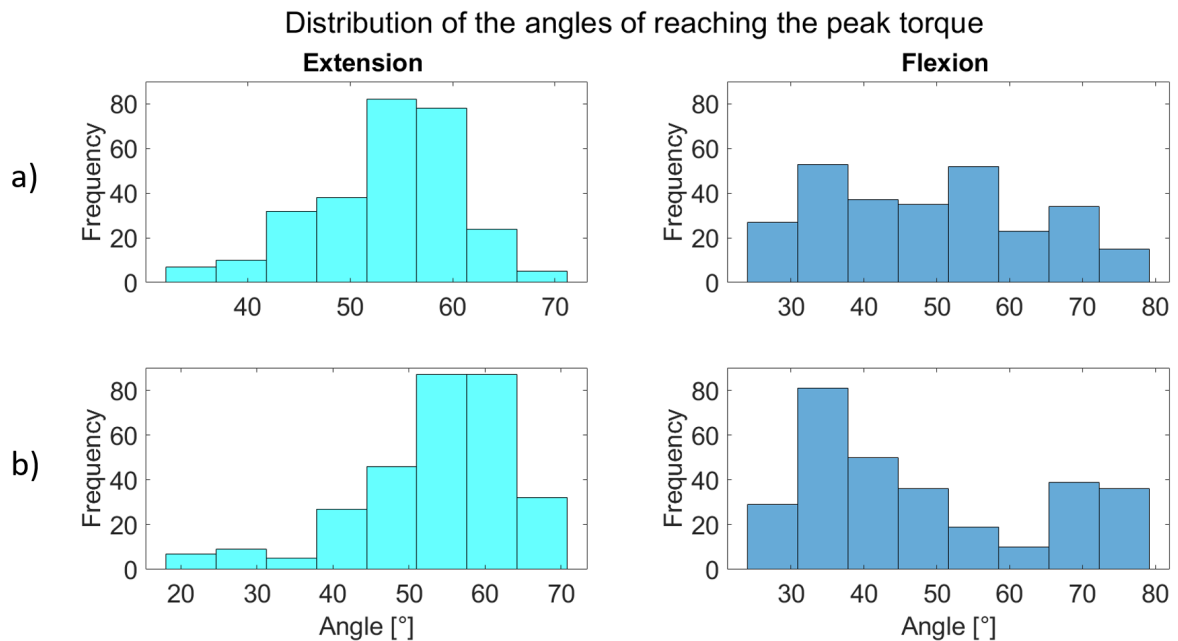 Distribution of the angles of reaching the peak torque
Extension
Flexion
a)
Frequency
0
20
40
60
80
40 50 60 70
Frequency
0
20
40
60
80
30 40 50 60 70 80
b)
Frequency
0
20
40
60
80
20 30 40 50 60 70
Angle [°]
Frequency
0
20
40
60
80
30 40 50 60 70 80
Angle [°]